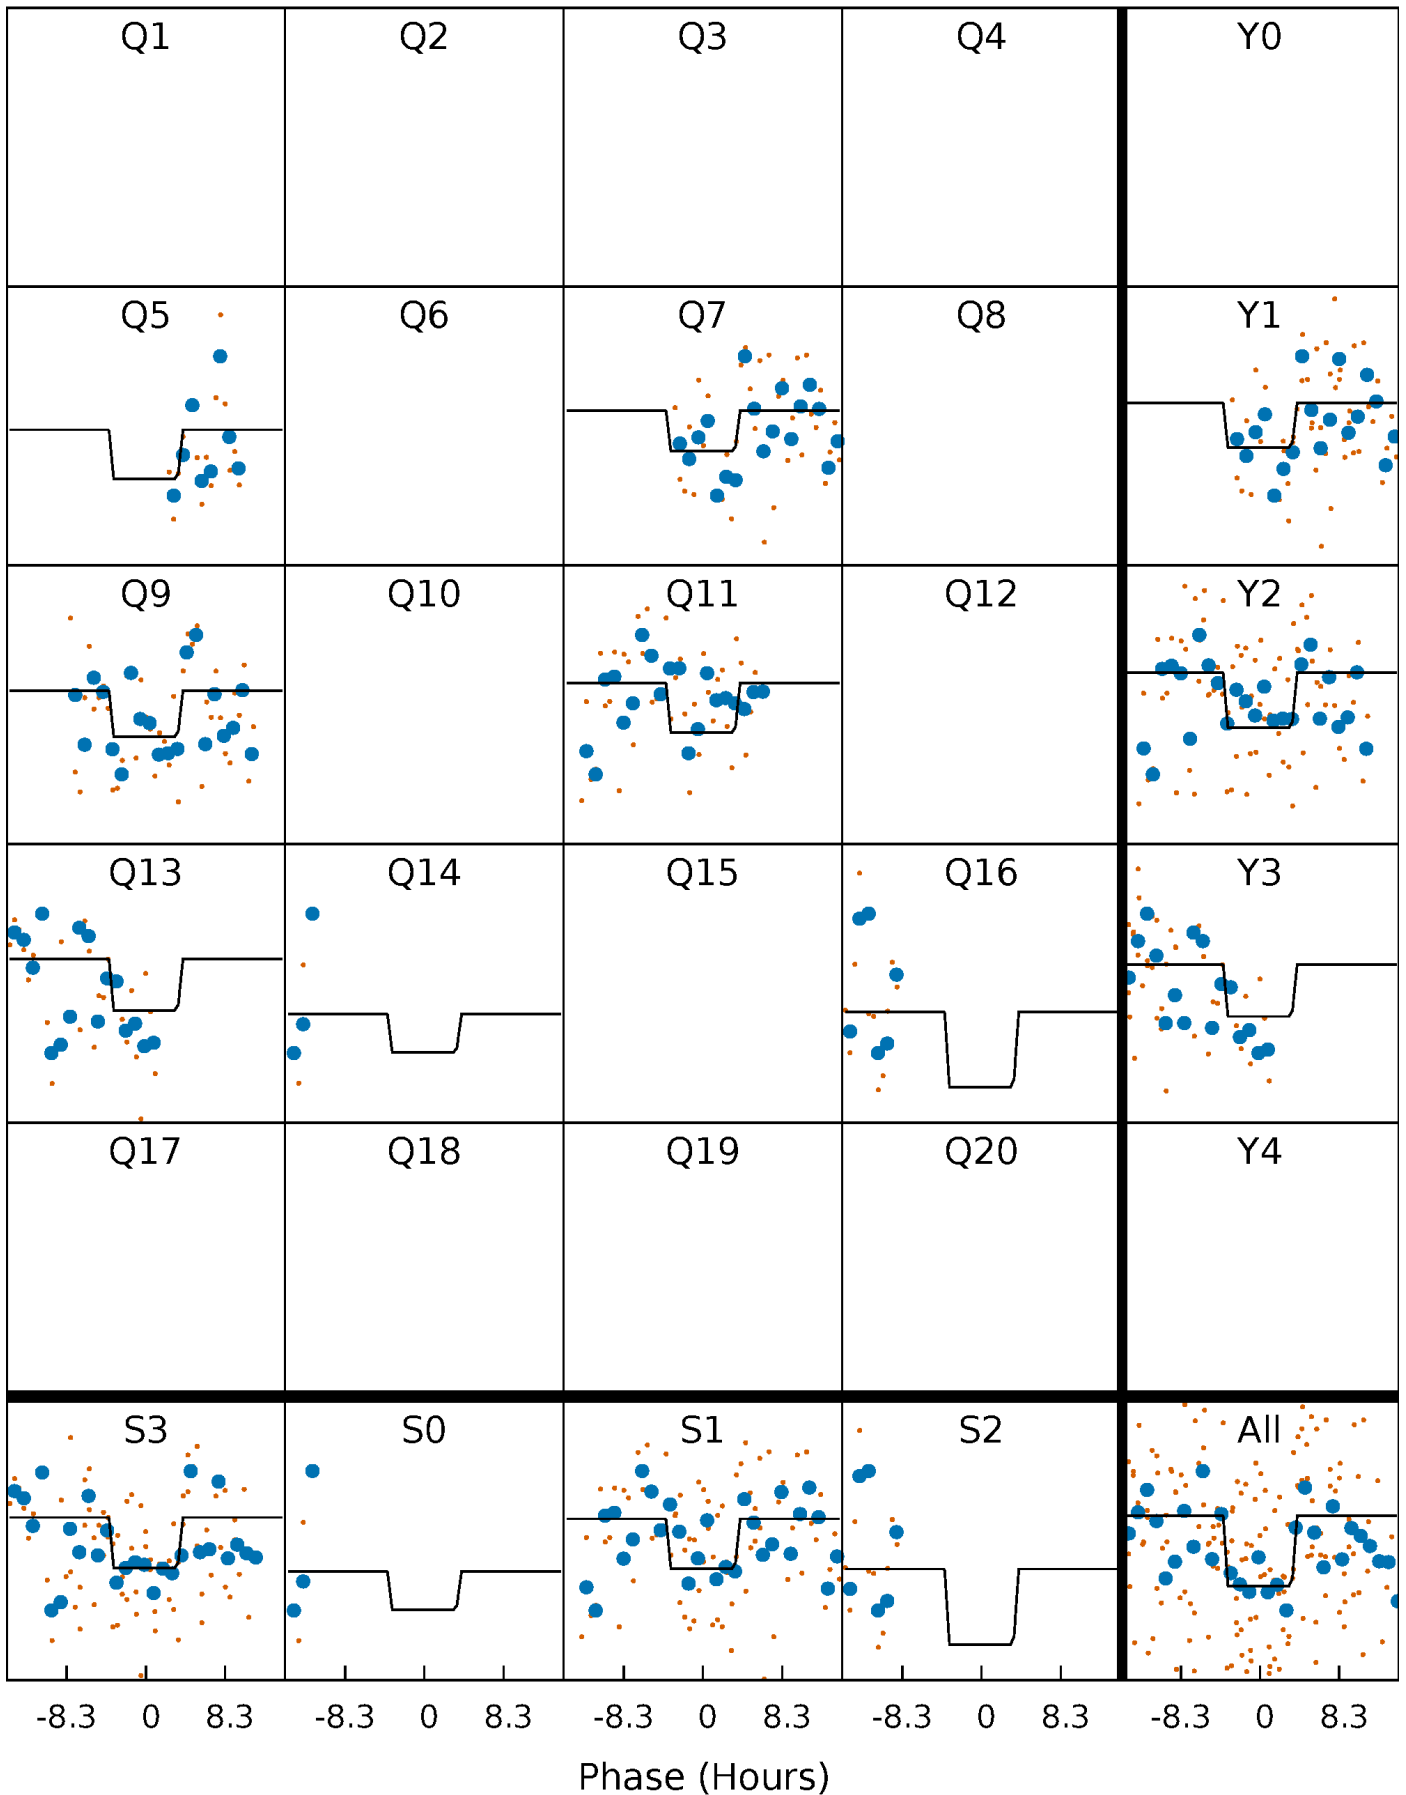 Q1 Q2 Q3 Q4 Y0
Q5 Q6 Q7 Q8 Y1
Q9 Q10 Q11 Q12 Y2
Q13 Q14 Q15 Q16 Y3
Q17 Q18 Q19 Q20 Y4
S3 S0 S1 S2 All
-8.3 0 8.3 -8.3 0 8.3 -8.3 0 8.3 -8.3 0 8.3 -8.3 0 8.3
Phase (Hours)